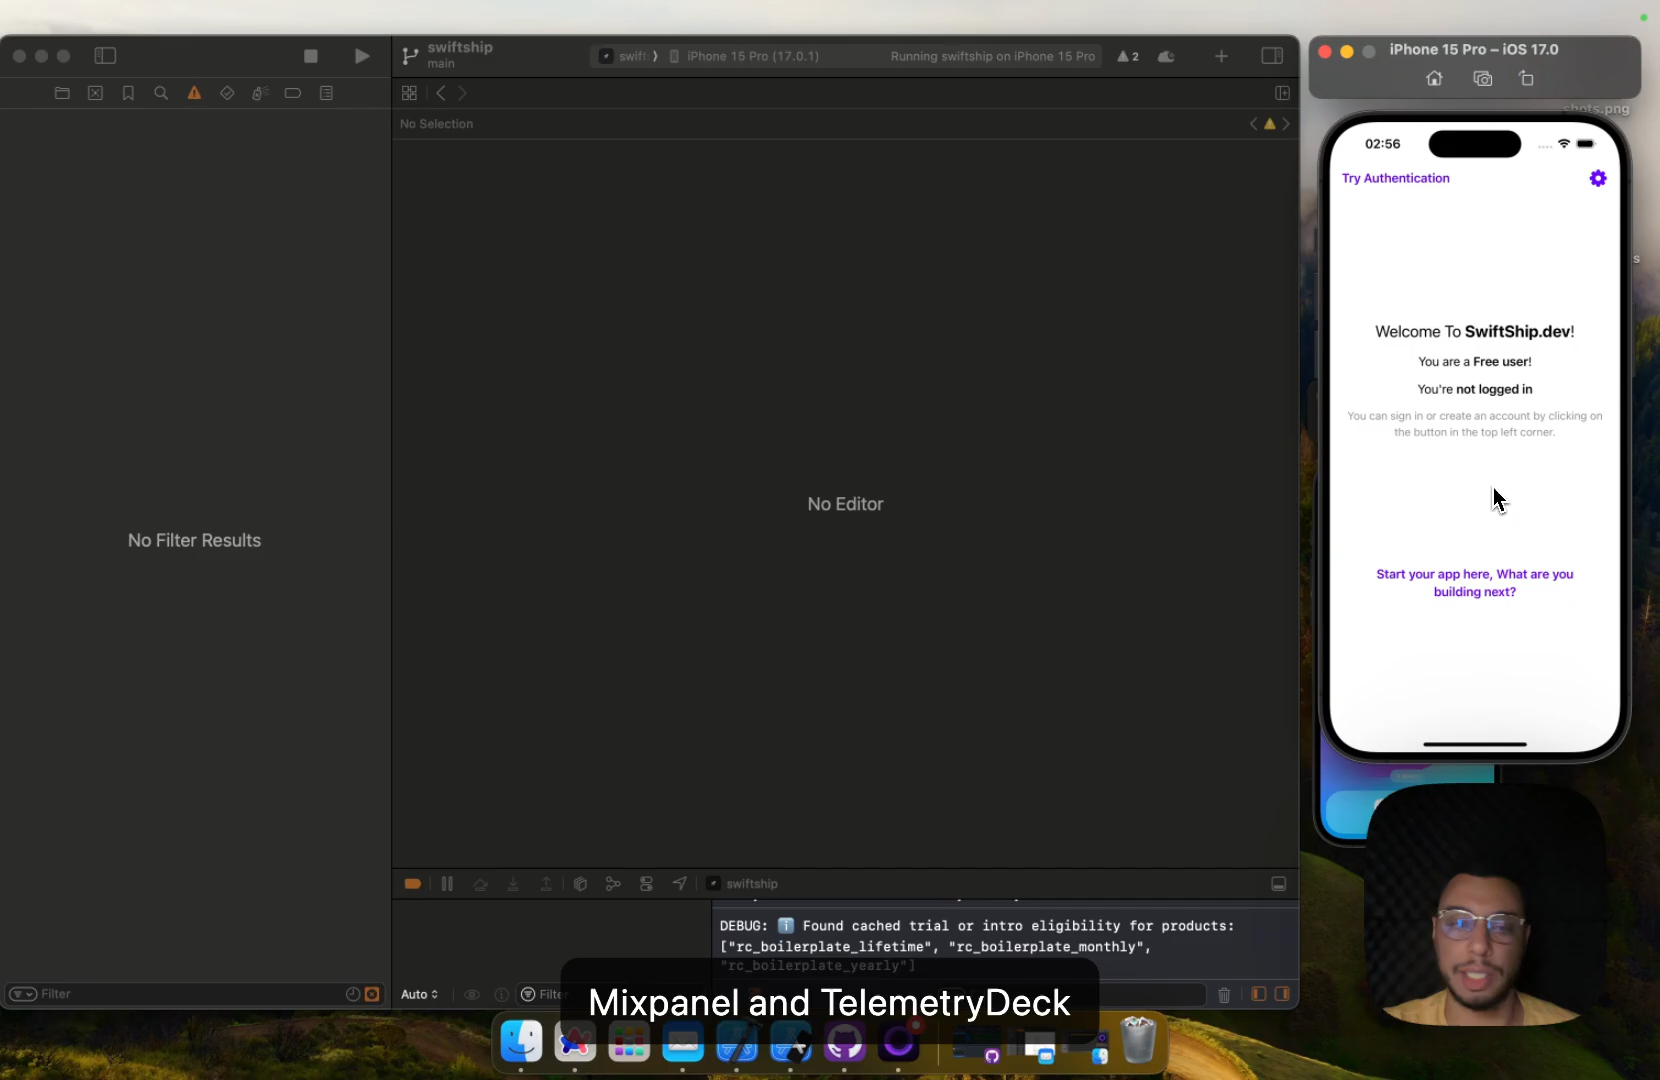 swiftship
main
swift
iPhone 15 Pro (17.0.1)
Running swiftship on iPhone 15 Pro
2
No Selection
No Filter Results
No Editor
swiftship
DEBUG: ℹ️ Found cached trial or intro eligibility for products:
["rc_boilerplate_lifetime", "rc_boilerplate_monthly",
"rc_boilerplate_yearly"]
Filter
Auto
Filter
Mixpanel and TelemetryDeck
iPhone 15 Pro – iOS 17.0
shots.png
s
02:56
Try Authentication
Welcome To SwiftShip.dev!
You are a Free user!
You're not logged in
You can sign in or create an account by clicking on
the button in the top left corner.
Start your app here, What are you
building next?